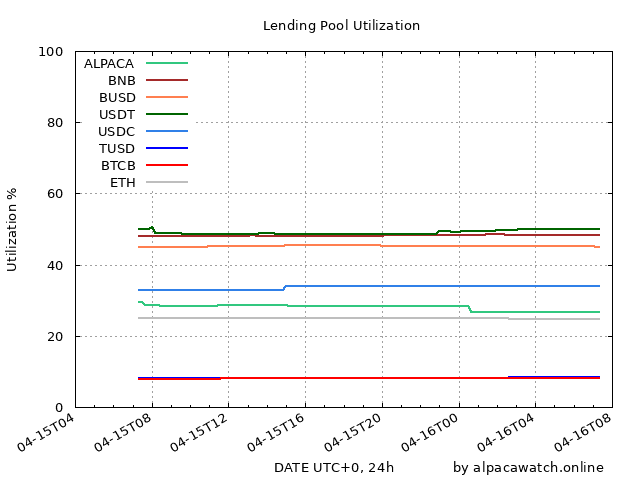 Lending Pool Utilization
100
80
60
40
20
0
Utilization %
ALPACA
BNB
BUSD
USDT
USDC
TUSD
BTCB
ETH
04-15T04
04-15T08
04-15T12
04-15T16
04-15T20
04-16T00
04-16T04
04-16T08
DATE UTC+0, 24h
by alpacawatch.online